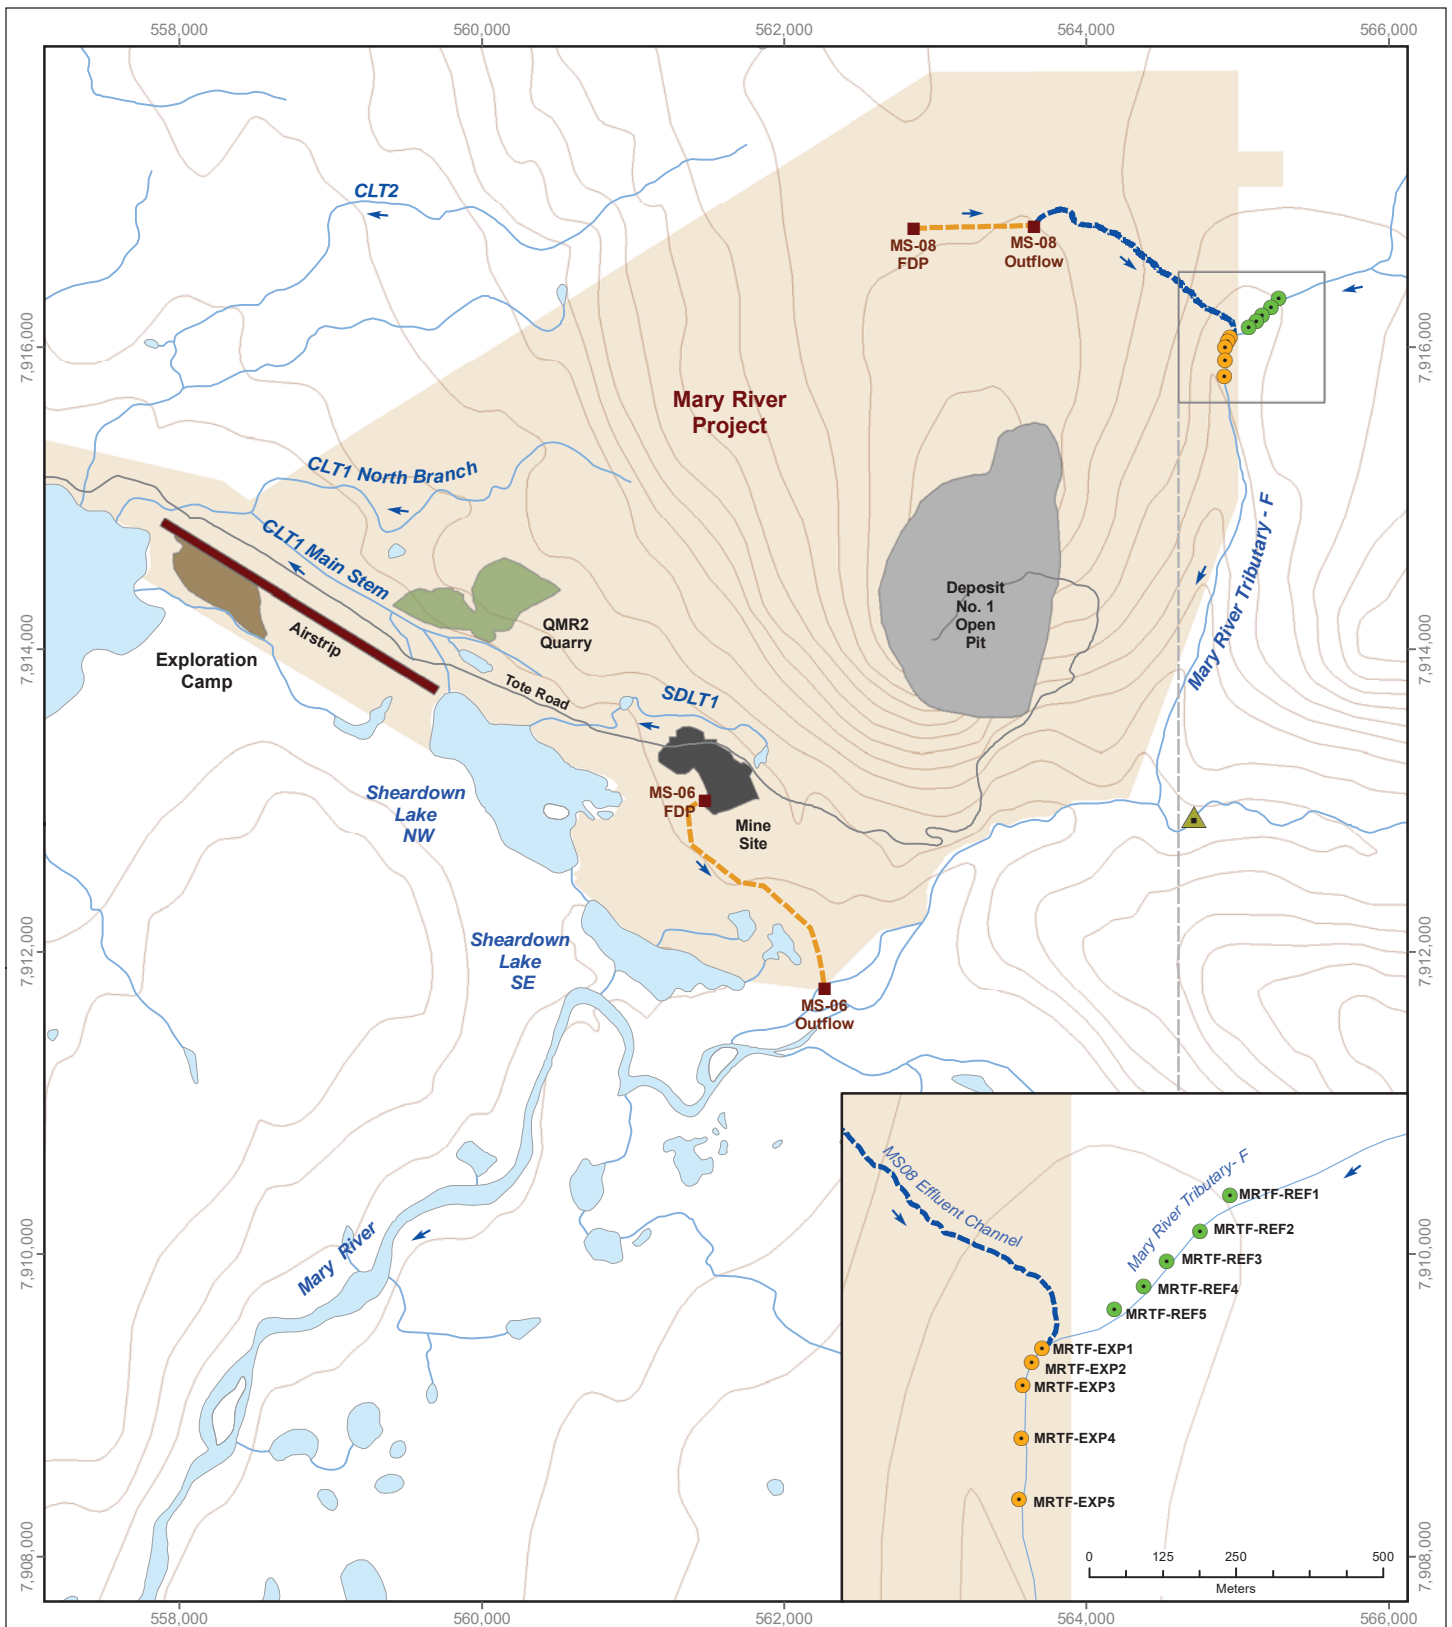 558,000
560,000
562,000
564,000
566,000
CLT2
MS-08
FDP
MS-08
Outflow
7,916,000
7,916,000
Mary River
Project
CLT1 North Branch
CLT1 Main Stem
Mary River Tributary - F
Deposit
No. 1
Open
Pit
QMR2
Quarry
Airstrip
7,914,000
7,914,000
Exploration
Camp
Tote Road
SDLT1
MS-06
FDP
Sheardown
Lake
NW
Mine
Site
Sheardown
Lake
SE
7,912,000
7,912,000
MS-06
Outflow
MS08 Effluent Channel
Mary River Tributary- F
MRTF-REF1
MRTF-REF2
MRTF-REF3
MRTF-REF4
MRTF-REF5
Mary River
7,910,000
7,910,000
MRTF-EXP1
MRTF-EXP2
MRTF-EXP3
MRTF-EXP4
MRTF-EXP5
0 125 250 500
Meters
7,908,000
7,908,000
558,000
560,000
562,000
564,000
566,000